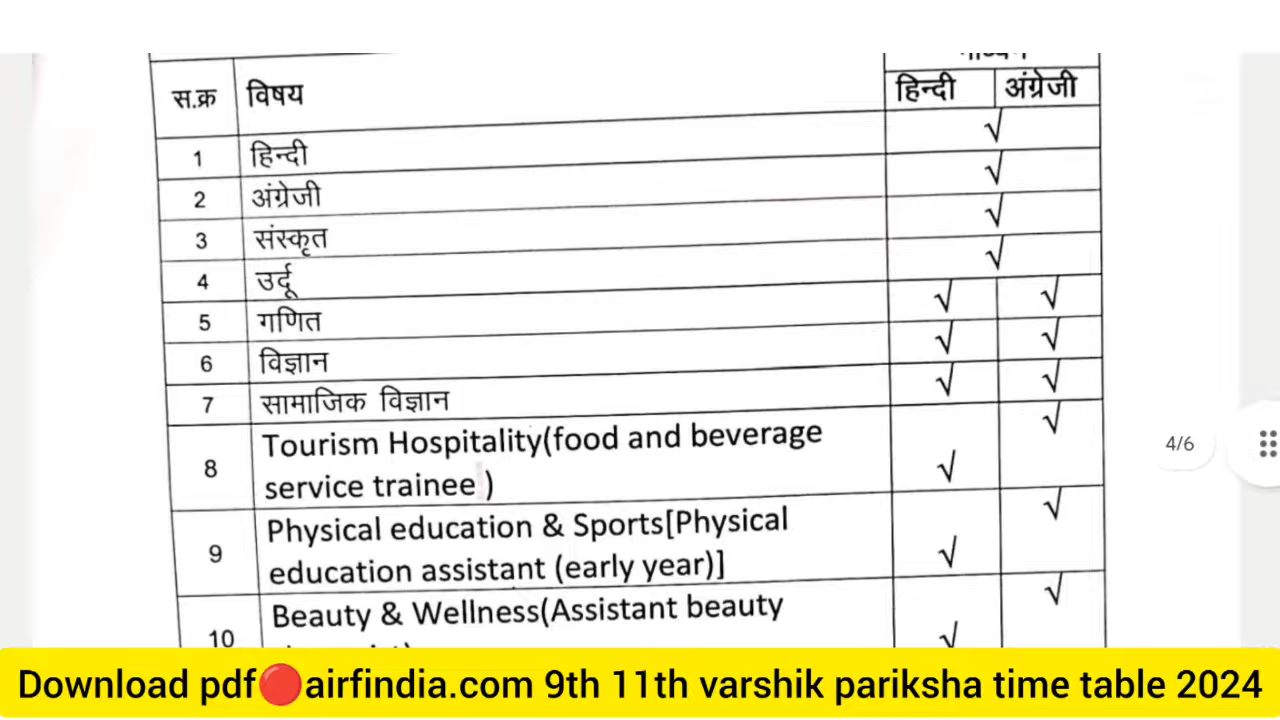 स.क्र विषय हिन्दी अंग्रेजी
1 हिन्दी √
2 अंग्रेजी √
3 संस्कृत √
4 उर्दू √
5 गणित √ √
6 विज्ञान √ √
7 सामाजिक विज्ञान √ √
8 Tourism Hospitality(food and beverage √
service trainee ) √
9 Physical education & Sports[Physical √
education assistant (early year)] √
10 Beauty & Wellness(Assistant beauty √
√
4/6
Download pdf🔴airfindia.com 9th 11th varshik pariksha time table 2024